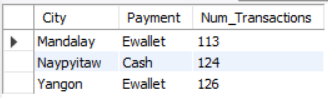 City Payment Num_Transactions
Mandalay Ewallet 113
Naypyitaw Cash 124
Yangon Ewallet 126